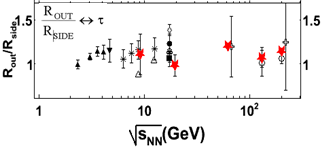 R_OUT
R_SIDE ↔ τ
R_out/R_side
1.5
1
1 10 10²
√s_NN (GeV)